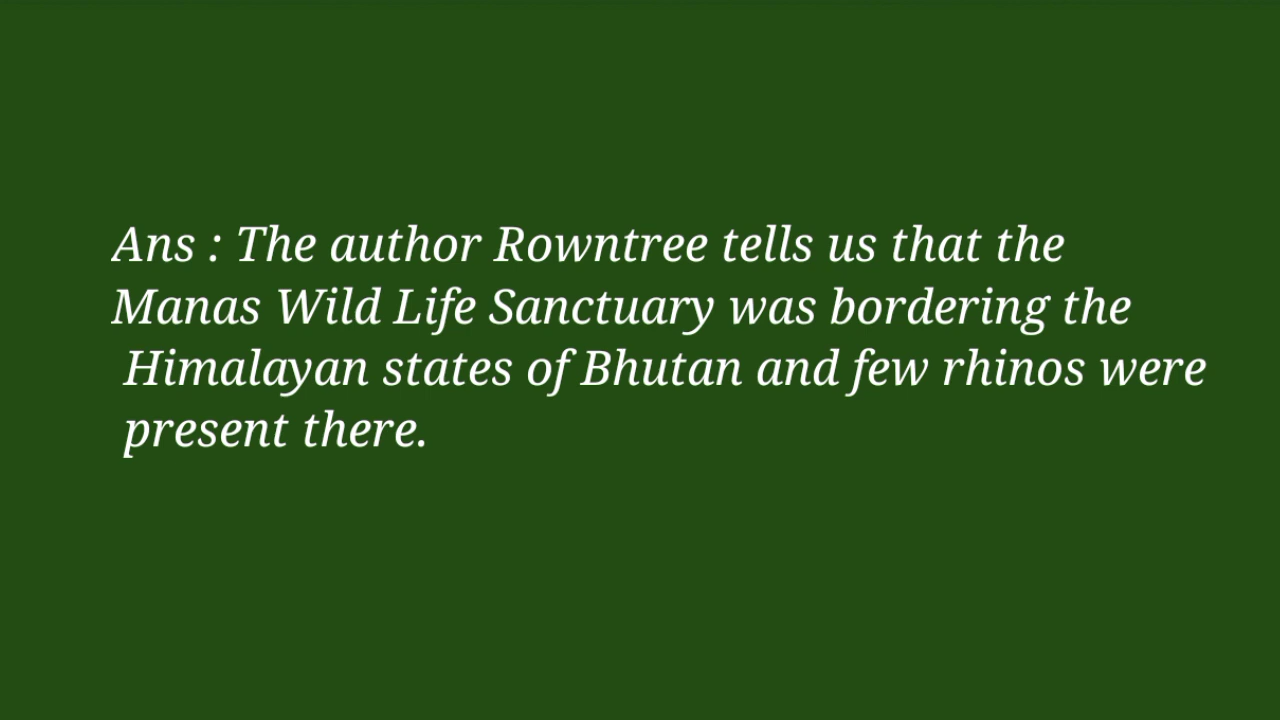 Ans : The author Rowntree tells us that the
Manas Wild Life Sanctuary was bordering the
Himalayan states of Bhutan and few rhinos were
present there.